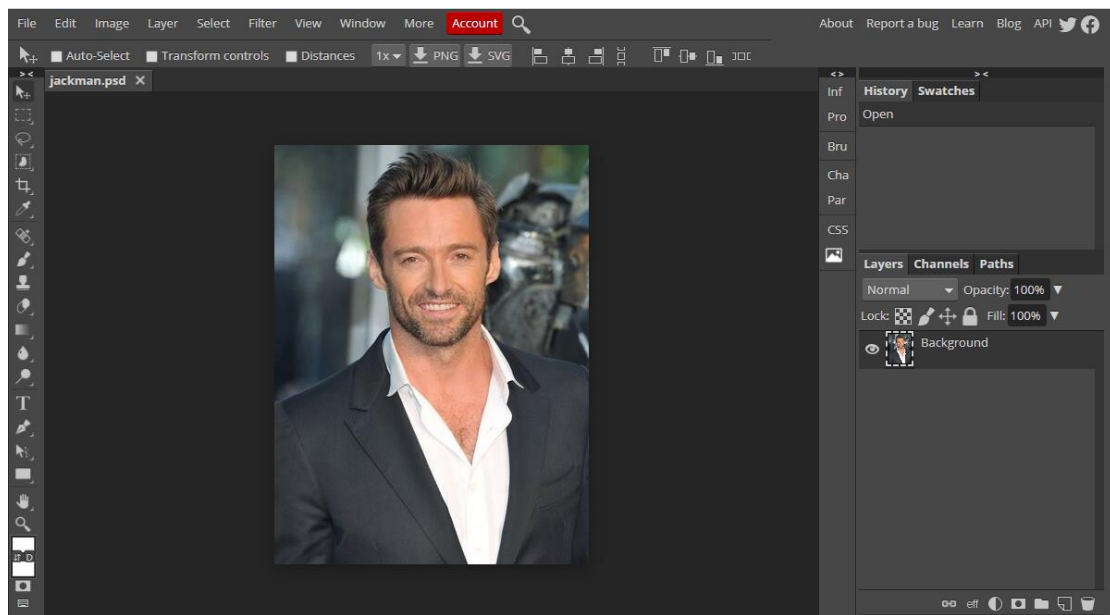 File Edit Image Layer Select Filter View Window More Account About Report a bug Learn Blog API
Auto-Select Transform controls Distances 1x PNG SVG
jackman.psd
Inf
Pro
Bru
Cha
Par
CSS
History Swatches
Open
Layers Channels Paths
Normal Opacity: 100%
Lock: Fill: 100%
Background
T
D
eff